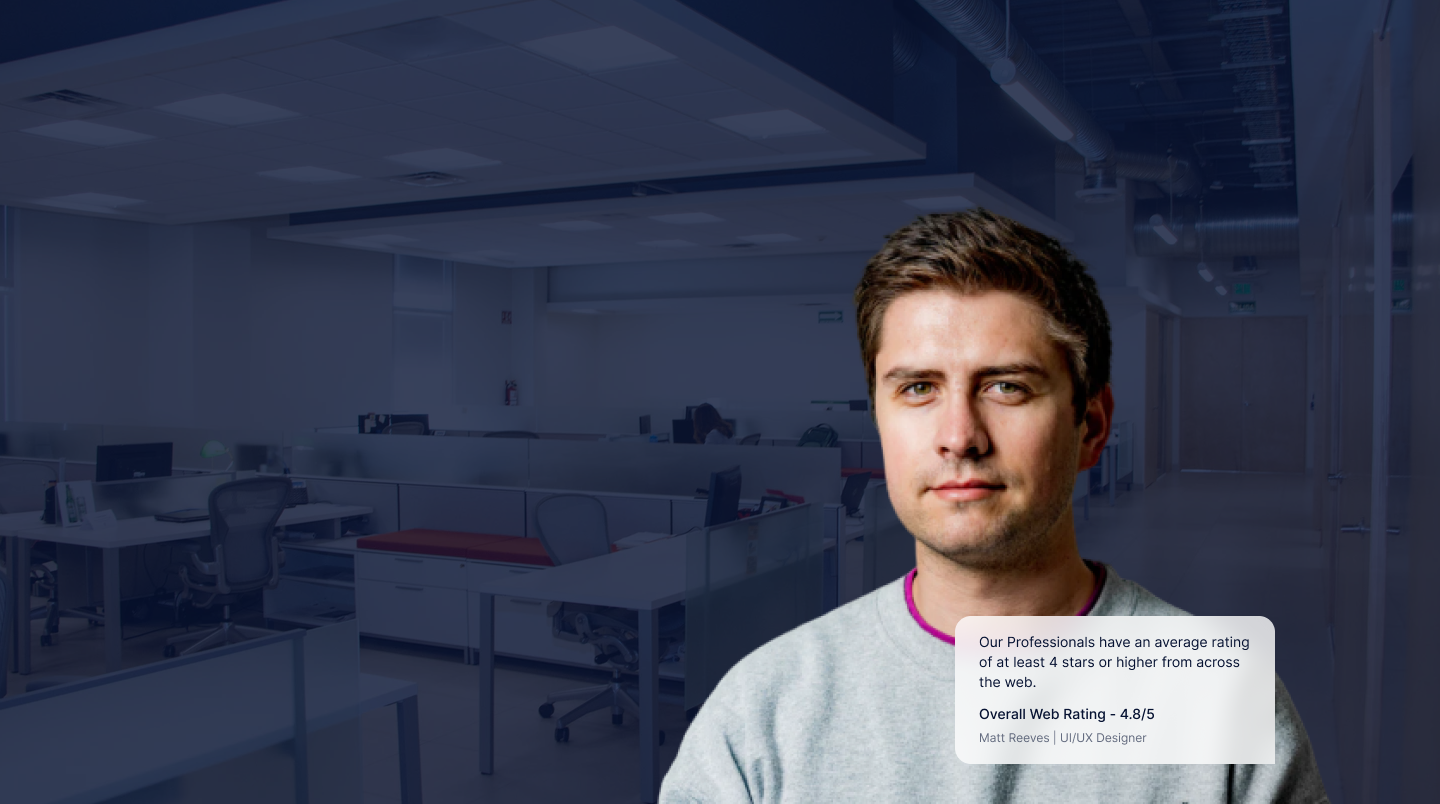 Our Professionals have an average rating
of at least 4 stars or higher from across
the web.
Overall Web Rating - 4.8/5
Matt Reeves | UI/UX Designer